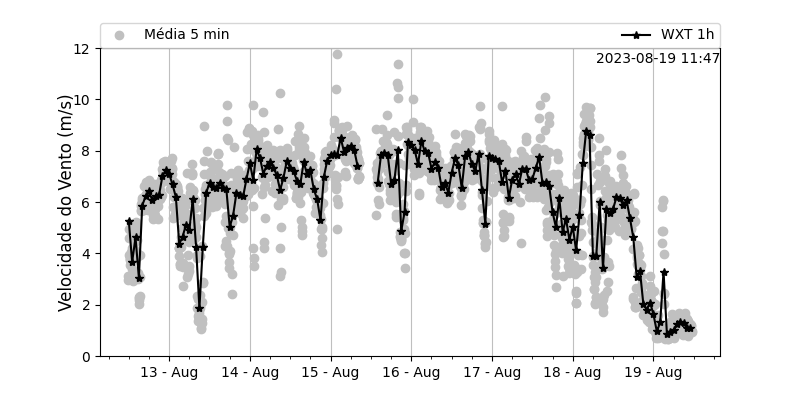 Média 5 min
WXT 1h
2023-08-19 11:47
Velocidade do Vento (m/s)
12
10
8
6
4
2
0
13 - Aug
14 - Aug
15 - Aug
16 - Aug
17 - Aug
18 - Aug
19 - Aug